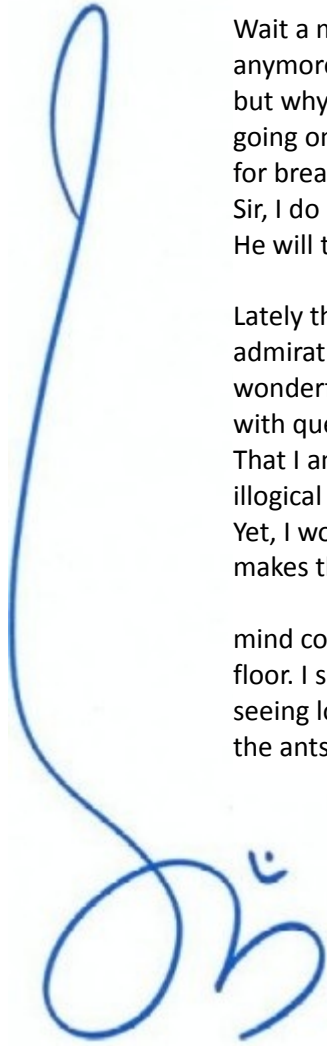 Wait a m
anymore
but why
going on
for brea
Sir, I do
He will t
Lately th
admirat
wonderf
with que
That I am
illogical
Yet, I wo
makes th
mind co
floor. I s
seeing lo
the ants